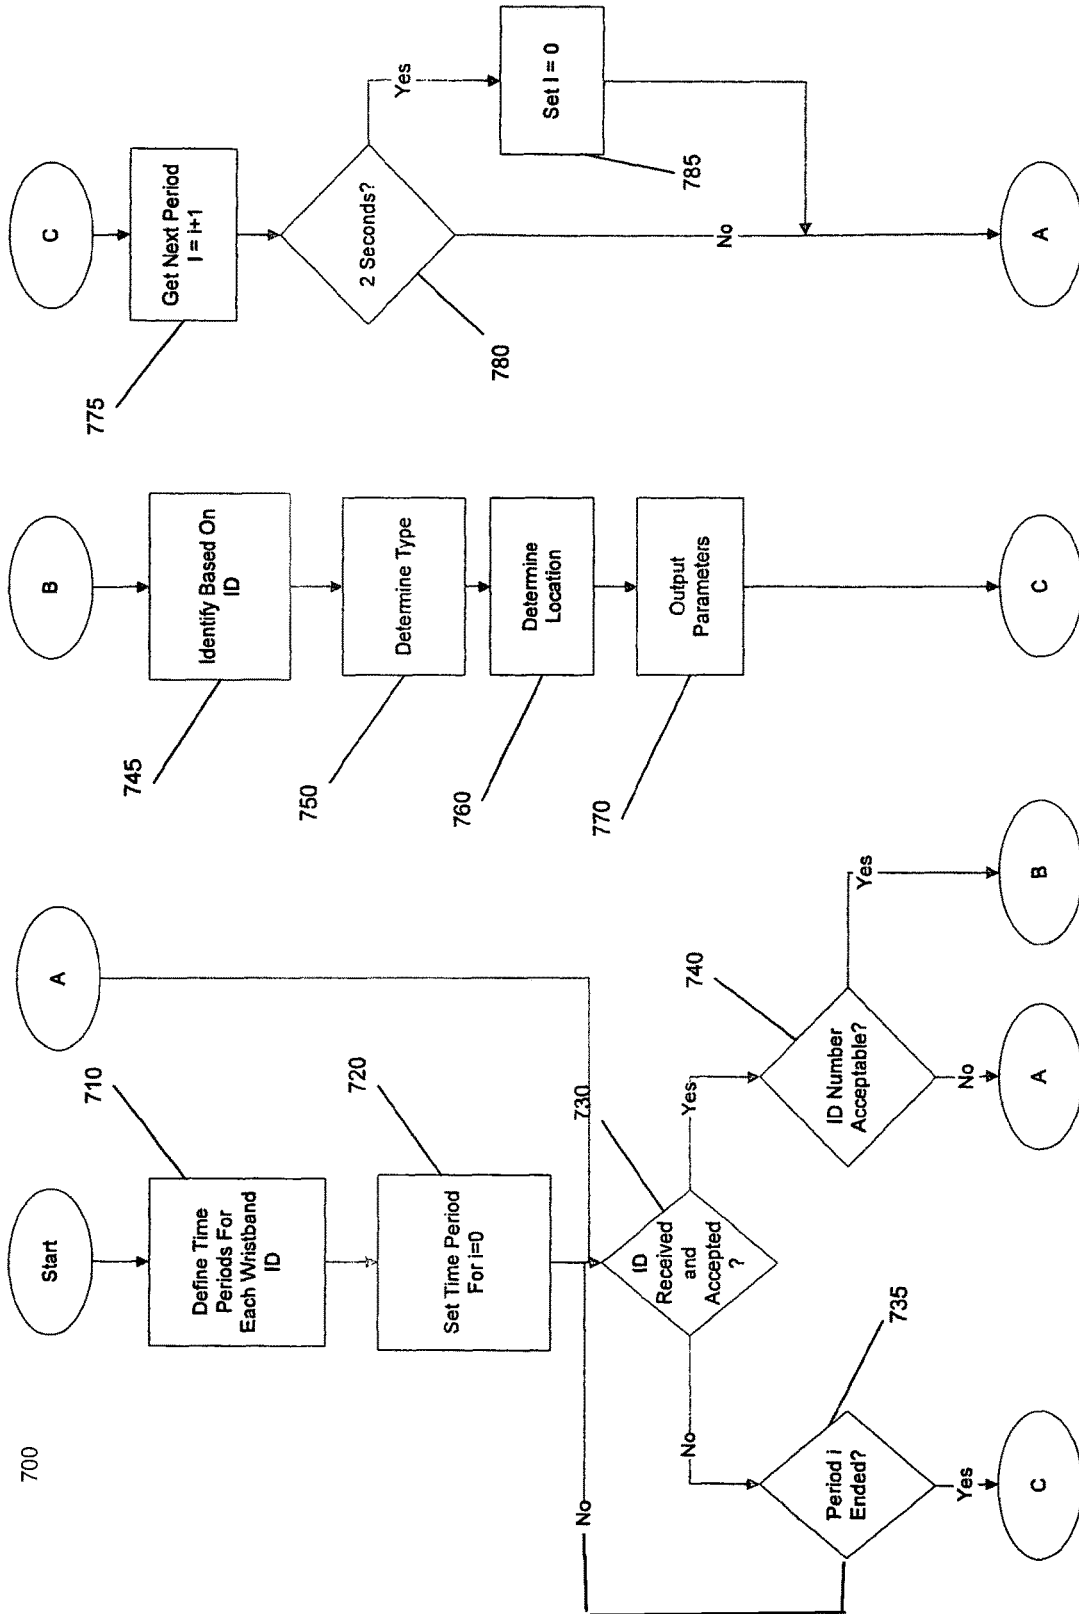 700
Start
710
Define Time
Periods For
Each Wristband
ID
720
Set Time Period
For i=0
A
730
ID
Received
and
Accepted
?
No
Yes
735
Period i
Ended?
No
Yes
C
740
ID Number
Acceptable?
No
A
Yes
B
B
745
Identify Based On
ID
750
Determine Type
760
Determine
Location
770
Output
Parameters
C
C
775
Get Next Period
I = i+1
780
2 Seconds?
Yes
785
Set I = 0
No
A